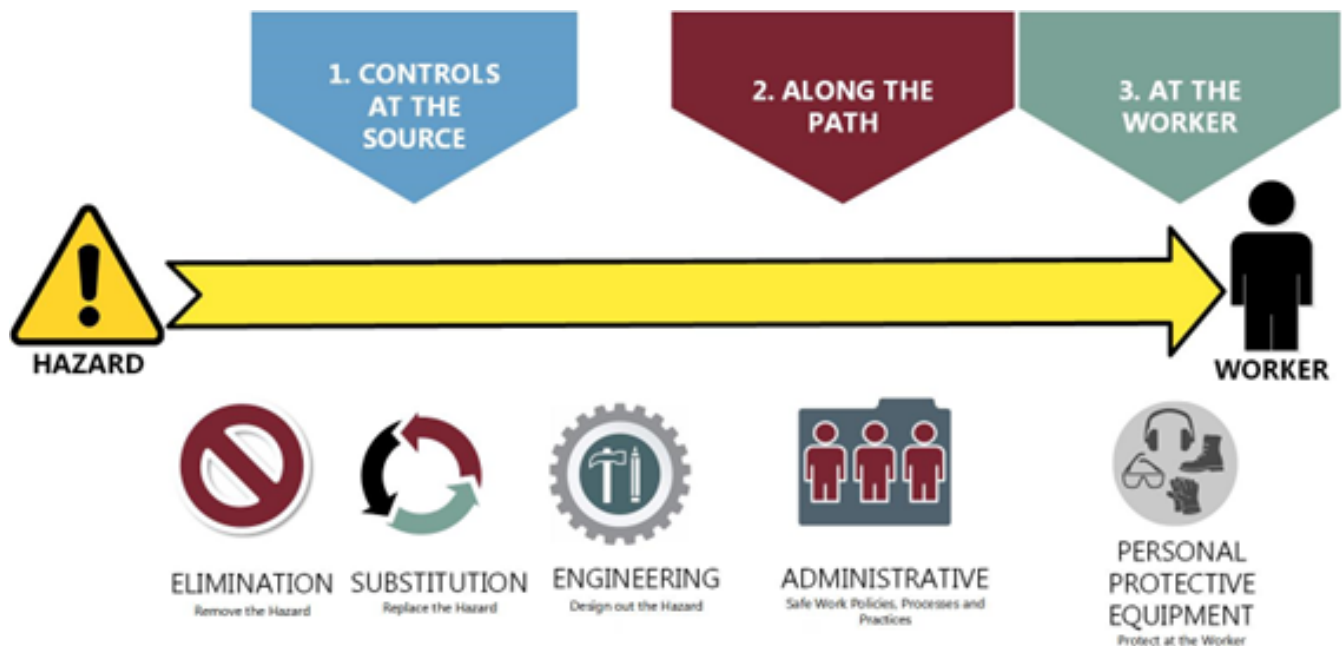 1. CONTROLS
AT THE
SOURCE
2. ALONG THE
PATH
3. AT THE
WORKER
HAZARD
WORKER
ELIMINATION
Remove the Hazard
SUBSTITUTION
Replace the Hazard
ENGINEERING
Design out the Hazard
ADMINISTRATIVE
Safe Work Policies, Processes and
Practices
PERSONAL
PROTECTIVE
EQUIPMENT
Protect at the Worker